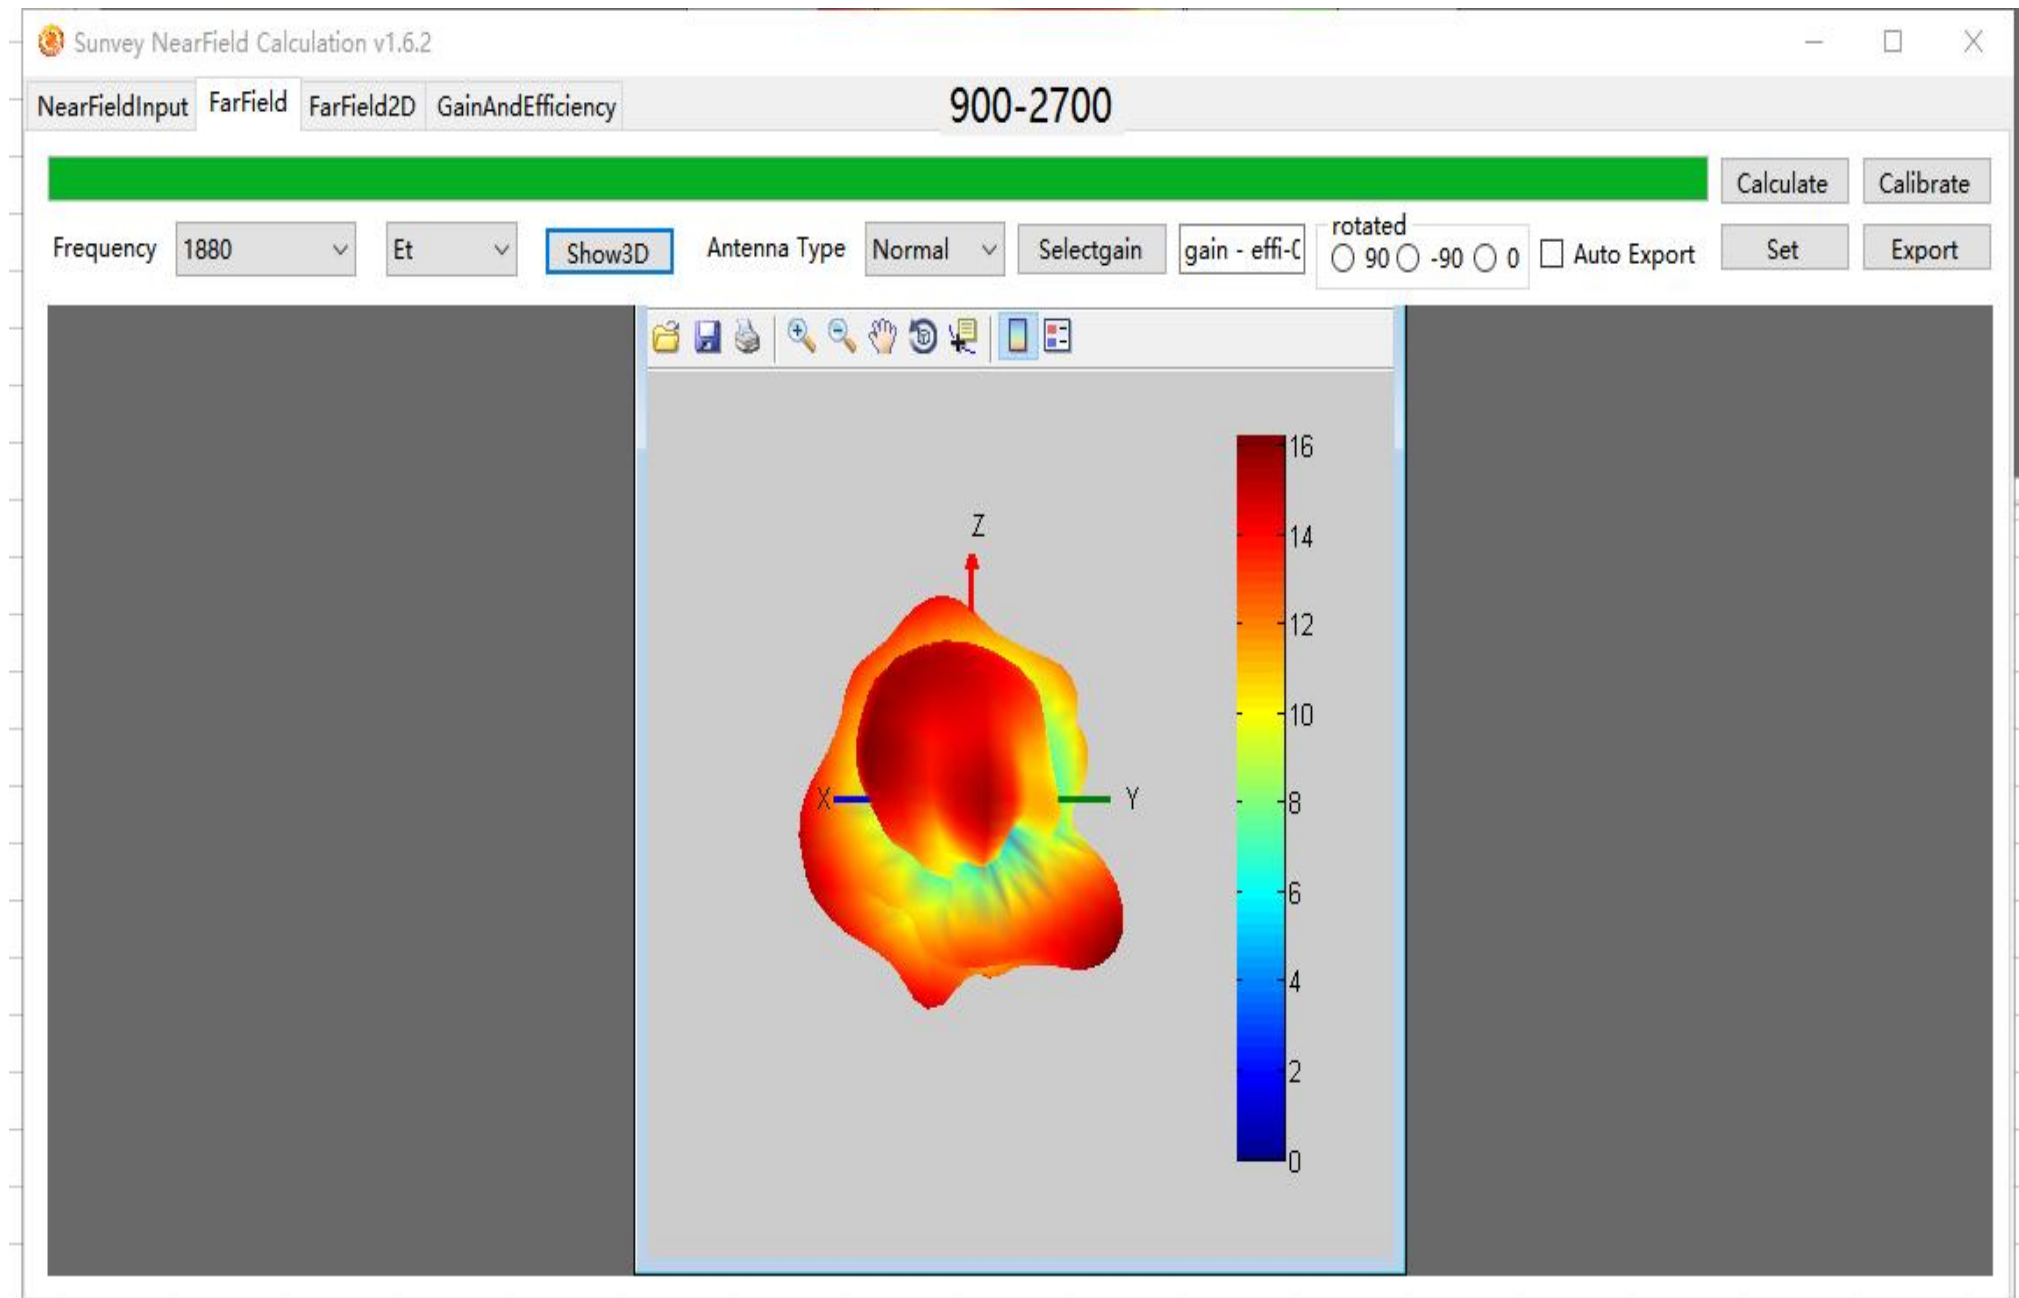 Sunvey NearField Calculation v1.6.2
NearFieldInput FarField FarField2D GainAndEfficiency 900-2700
Calculate Calibrate
Frequency 1880 Et Show3D Antenna Type Normal Selectgain gain - effi-( rotated 90 -90 0 Auto Export Set Export
16
Z
14
12
10
X Y 8
6
4
2
0